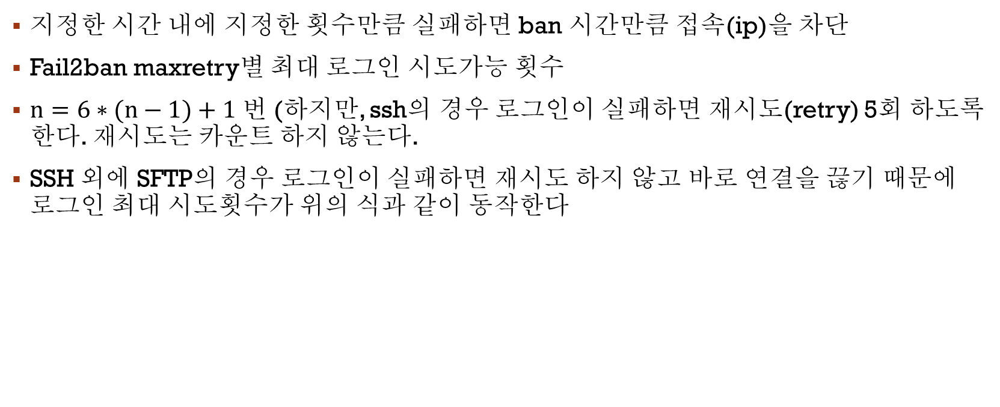 ▪ 지정한 시간 내에 지정한 횟수만큼 실패하면 ban 시간만큼 접속(ip)을 차단
▪ Fail2ban maxretry별 최대 로그인 시도가능 횟수
▪ n = 6 ∗ (n − 1) + 1 번 (하지만, ssh의 경우 로그인이 실패하면 재시도(retry) 5회 하도록
한다. 재시도는 카운트 하지 않는다.
▪ SSH 외에 SFTP의 경우 로그인이 실패하면 재시도 하지 않고 바로 연결을 끊기 때문에
로그인 최대 시도횟수가 위의 식과 같이 동작한다